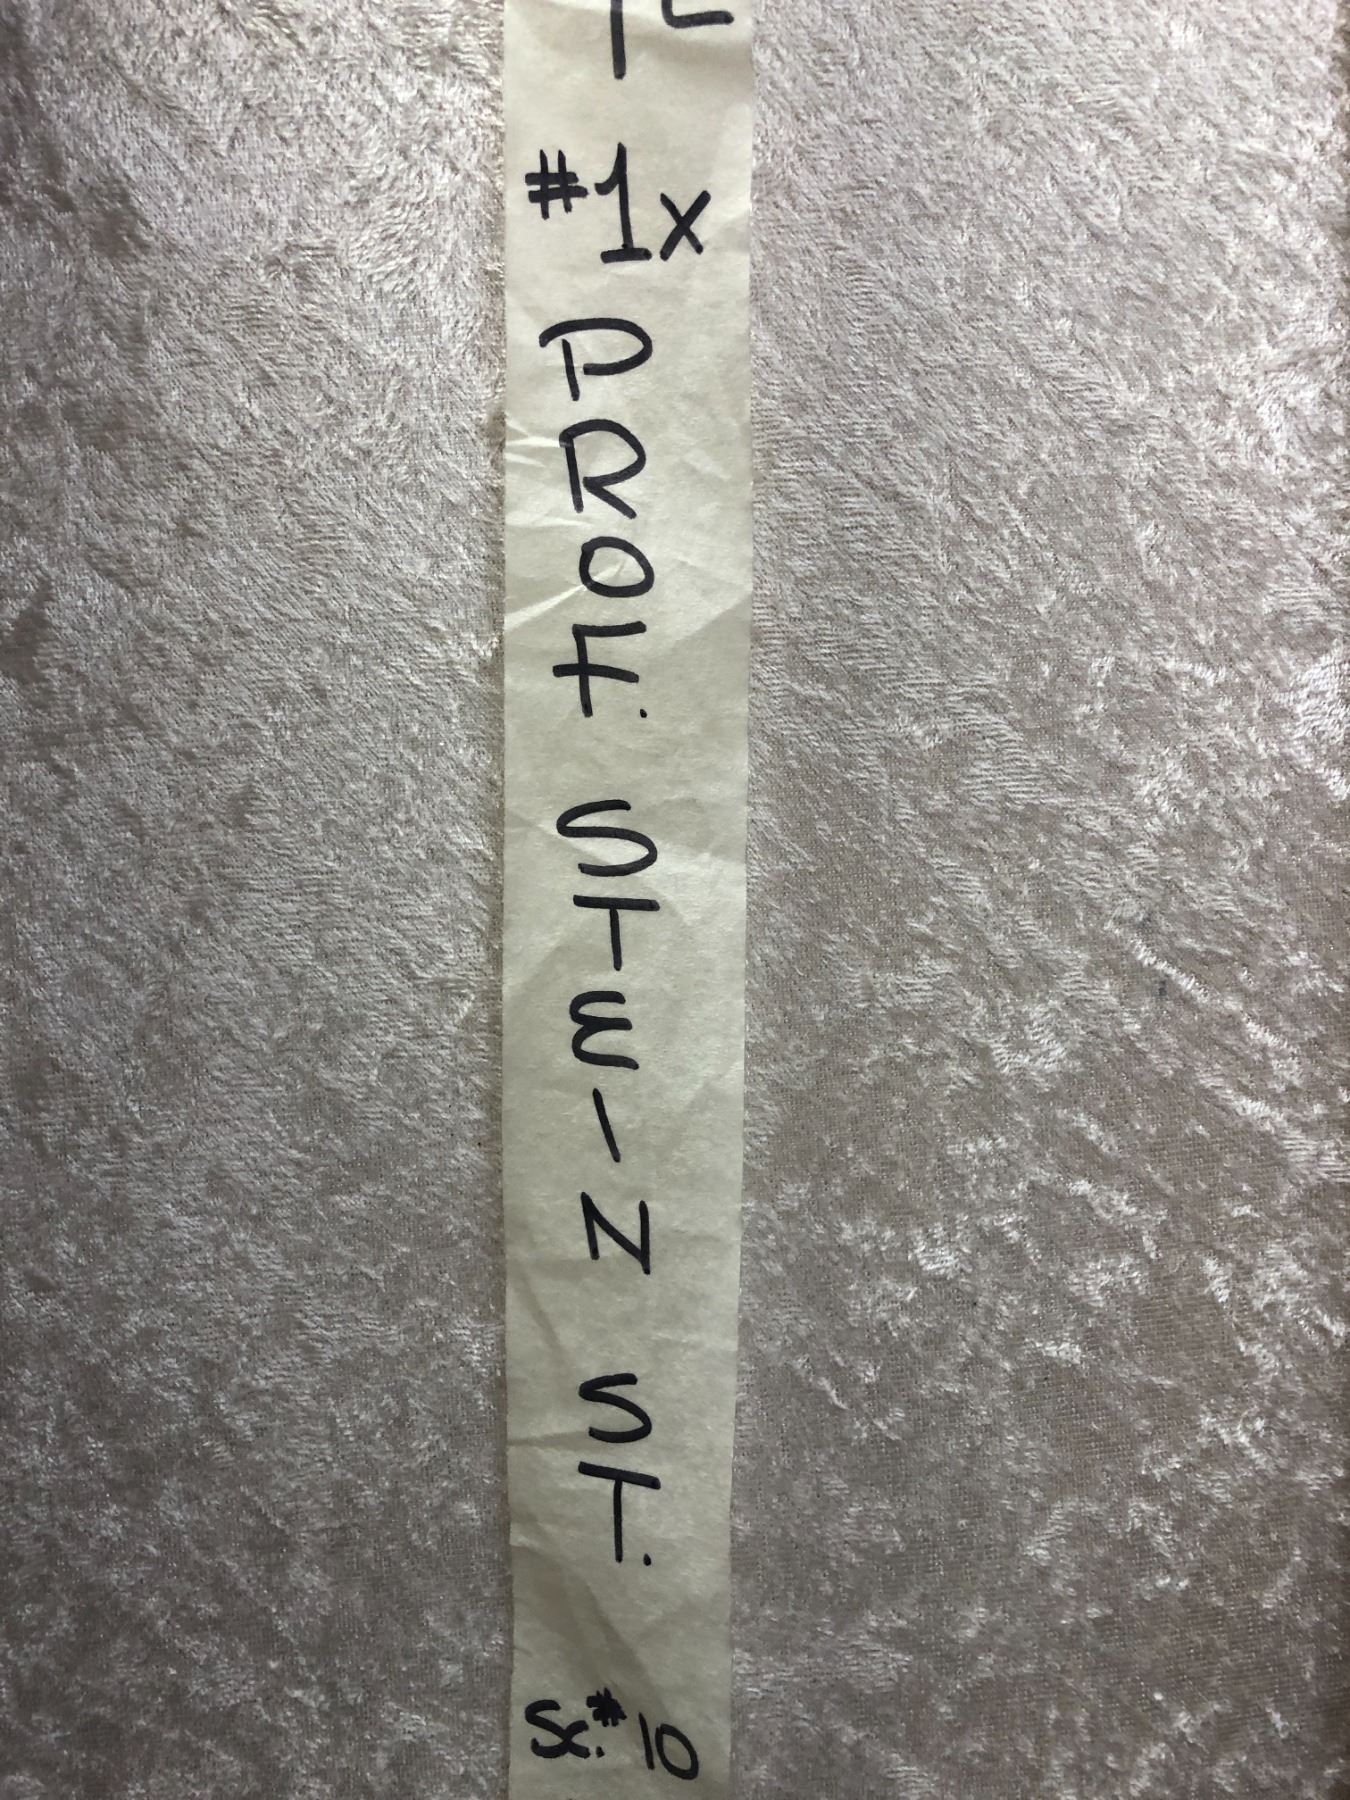 #1x
PROF. STEIN ST.
Sc.# 10